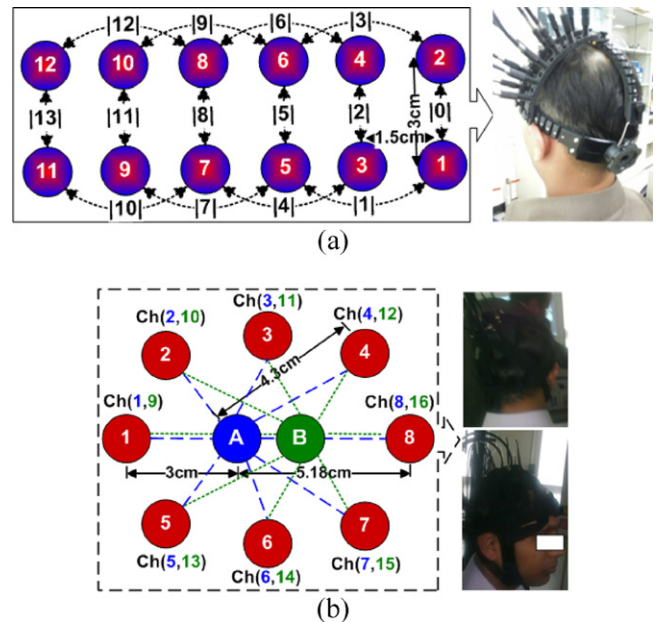 |12| |9| |6| |3|
12 10 8 6 4 2
|13| |11| |8| |5| |2| 3cm |0|
1.5cm
11 9 7 5 3 1
|10| |7| |4| |1|
(a)
Ch(3,11)
Ch(2,10) Ch(4,12)
3
2 4
4.3cm
Ch(1,9) Ch(8,16)
1 A B 8
3cm 5.18cm
5 6 7
Ch(5,13) Ch(6,14) Ch(7,15)
(b)